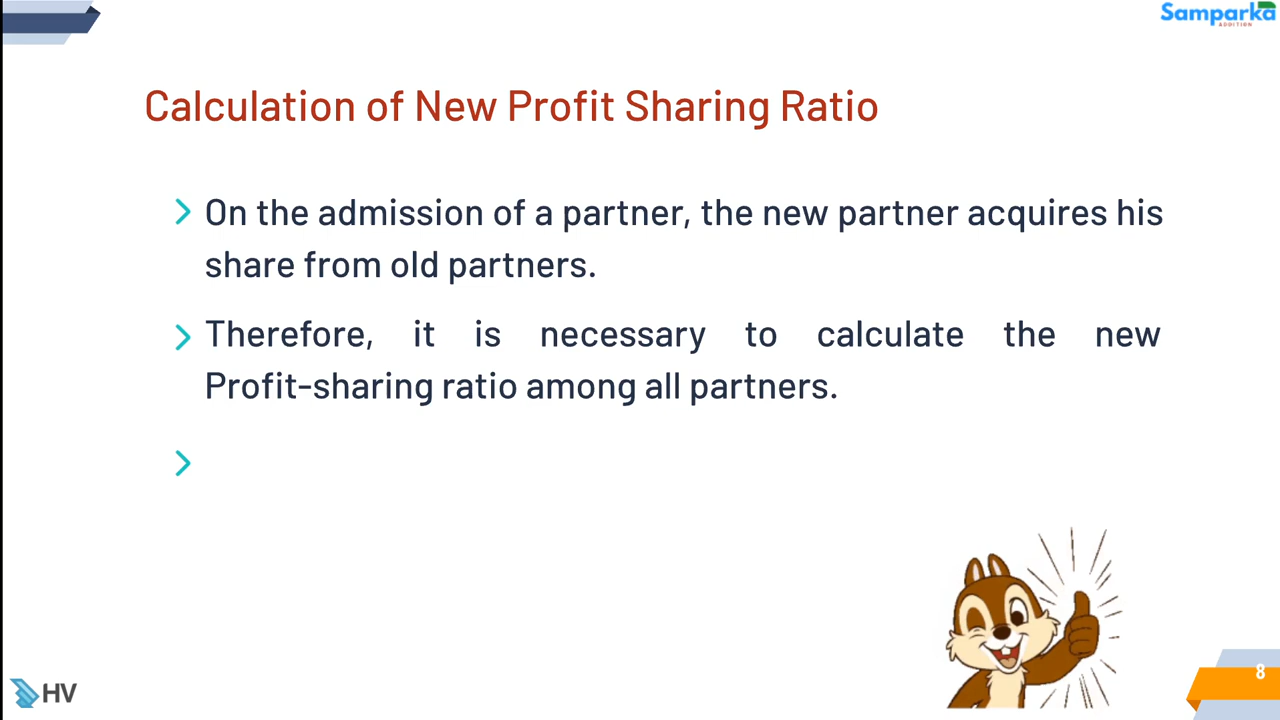 Samparka
ADDITION
Calculation of New Profit Sharing Ratio
On the admission of a partner, the new partner acquires his
share from old partners.
Therefore, it is necessary to calculate the new
Profit-sharing ratio among all partners.
HV
8